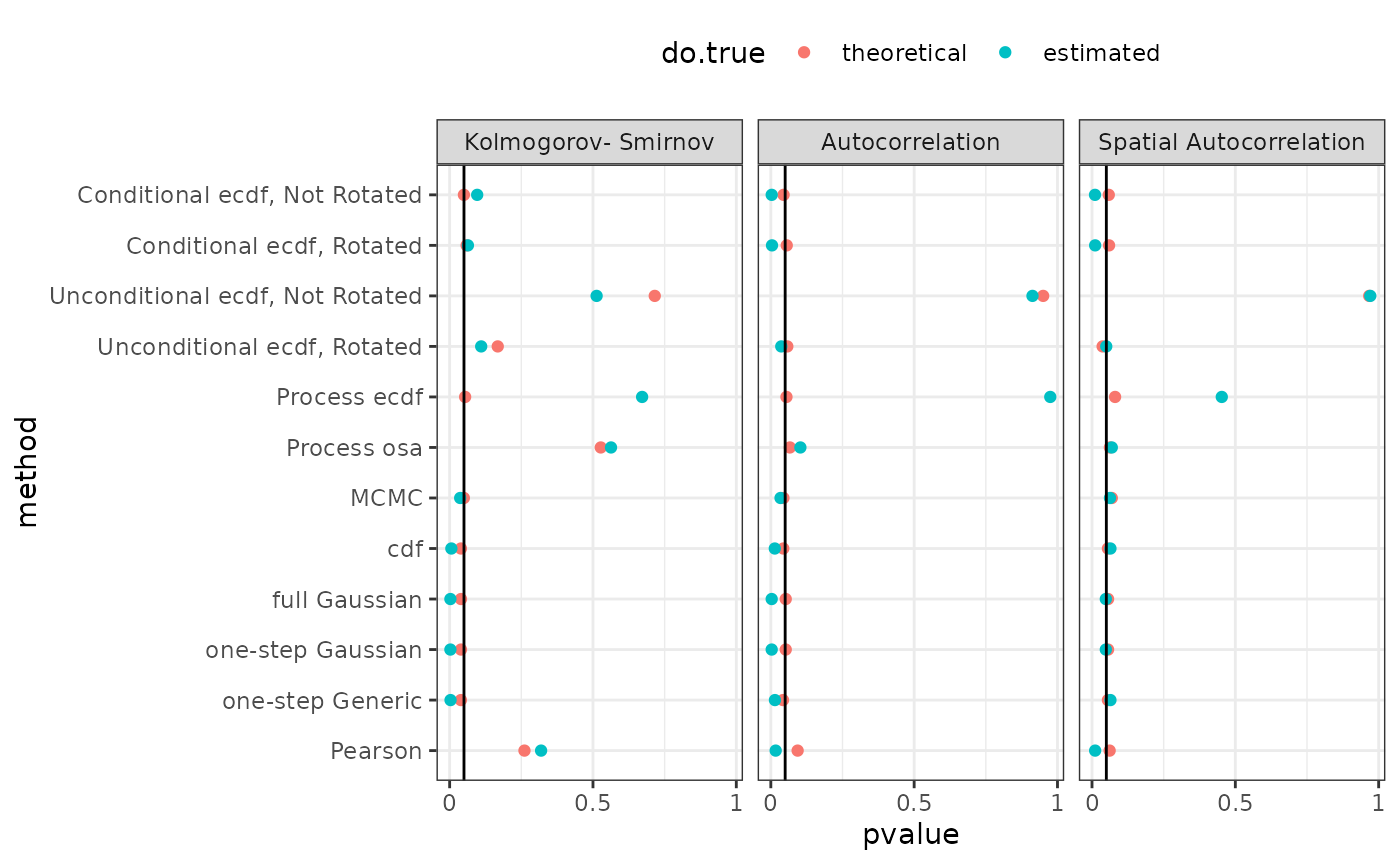 do.true theoretical estimated
Kolmogorov- Smirnov Autocorrelation Spatial Autocorrelation
Conditional ecdf, Not Rotated
Conditional ecdf, Rotated
Unconditional ecdf, Not Rotated
Unconditional ecdf, Rotated
Process ecdf
Process osa
MCMC
cdf
full Gaussian
one-step Gaussian
one-step Generic
Pearson
method
0 0.5 1 0 0.5 1 0 0.5 1
pvalue